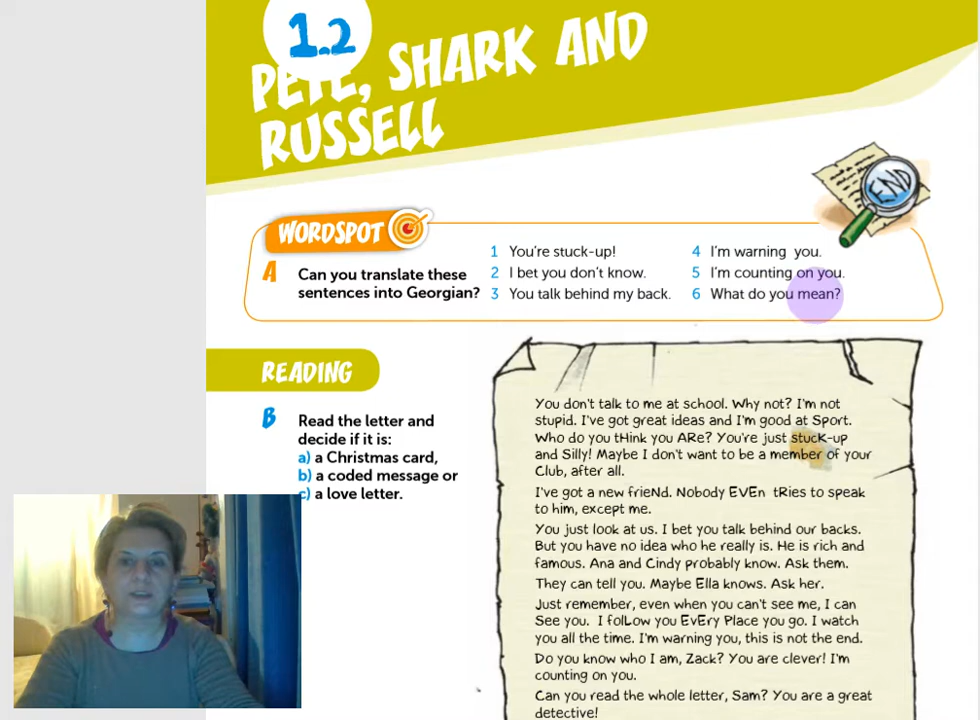 1.2
PETE, SHARK AND
RUSSELL
END
WORDSPOT
A Can you translate these
sentences into Georgian?
1 You're stuck-up!
2 I bet you don't know.
3 You talk behind my back.
4 I'm warning you.
5 I'm counting on you.
6 What do you mean?
READING
B Read the letter and
decide if it is:
a) a Christmas card,
b) a coded message or
c) a love letter.
You don't talk to me at school. Why not? I'm not
stupid. I've got great ideas and I'm good at Sport.
Who do you tHink you ARe? You're just stucK-up
and Silly! Maybe I don't want to be a member of your
Club, after all.
I've got a new frieNd. Nobody EVEn tRies to speak
to him, except me.
You just look at us. I bet you talk behind our backs.
But you have no idea who he really is. He is rich and
famous. Ana and Cindy probably know. Ask them.
They can tell you. Maybe Ella knows. Ask her.
Just remember, even when you can't see me, I can
See you. I folLow you EvEry Place you go. I watch
you all the time. I'm warning you, this is not the end.
Do you know who I am, Zack? You are clever! I'm
counting on you.
Can you read the whole letter, Sam? You are a great
detective!